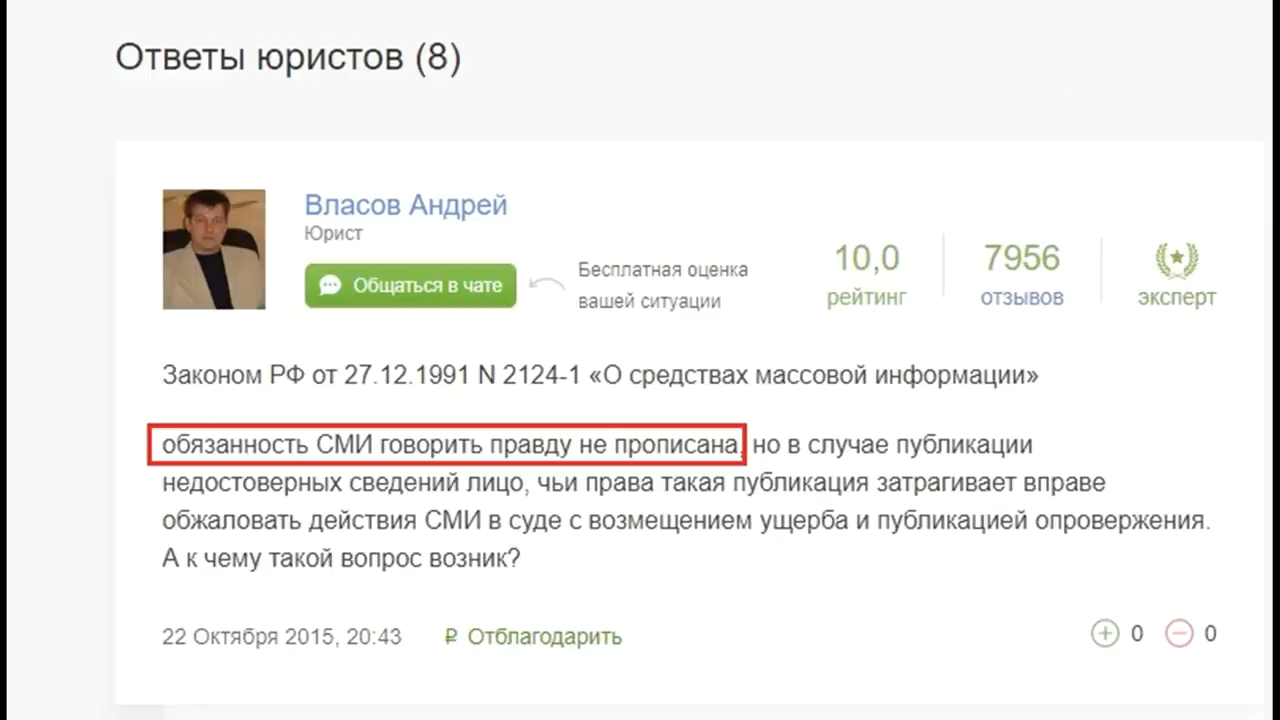 Ответы юристов (8)
Власов Андрей
Юрист
Общаться в чате
Бесплатная оценка
вашей ситуации
10,0
рейтинг
7956
отзывов
эксперт
Законом РФ от 27.12.1991 N 2124-1 «О средствах массовой информации»
обязанность СМИ говорить правду не прописана, но в случае публикации
недостоверных сведений лицо, чьи права такая публикация затрагивает вправе
обжаловать действия СМИ в суде с возмещением ущерба и публикацией опровержения.
А к чему такой вопрос возник?
22 Октября 2015, 20:43
₽ Отблагодарить
0
0